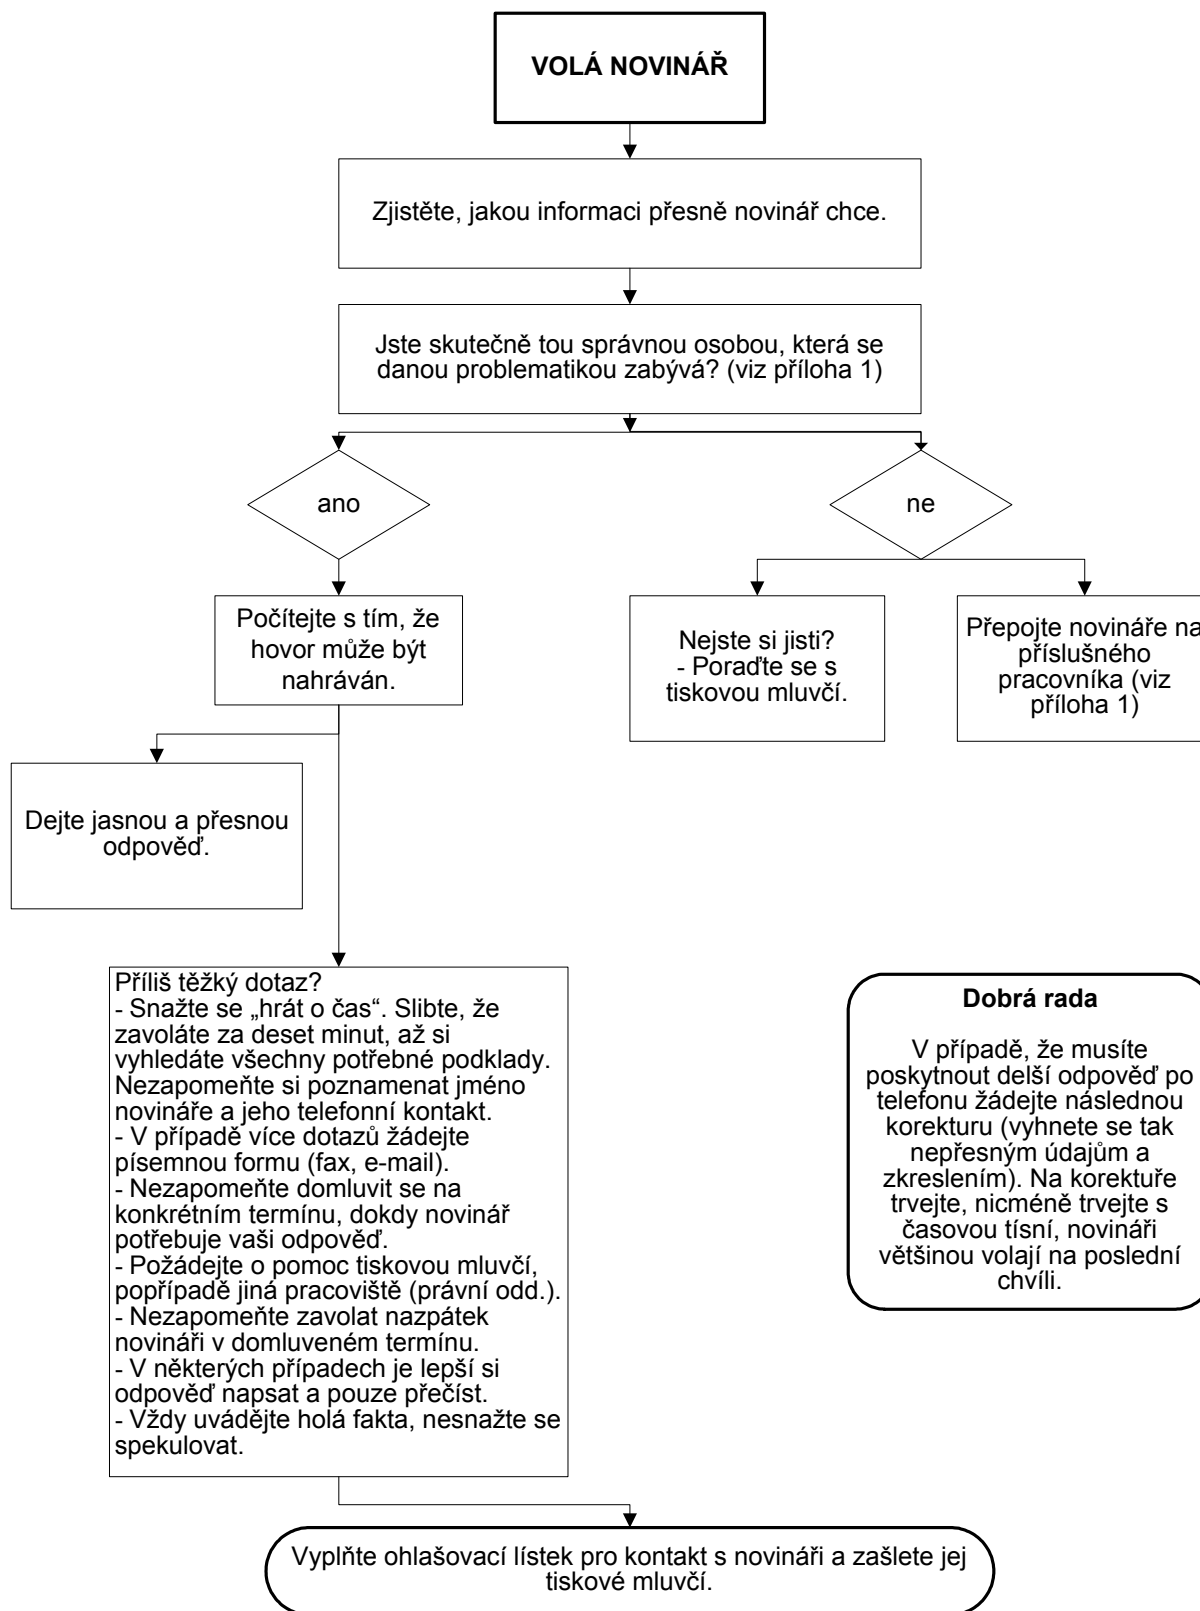 VOLÁ NOVINÁŘ
Zjistěte, jakou informaci přesně novinář chce.
Jste skutečně tou správnou osobou, která se
danou problematikou zabývá? (viz příloha 1)
ano
ne
Počítejte s tím, že
hovor může být
nahráván.
Nejste si jisti?
- Poraďte se s
tiskovou mluvčí.
Přepojte novináře na
příslušného
pracovníka (viz
příloha 1)
Dejte jasnou a přesnou
odpověď.
Příliš těžký dotaz?
- Snažte se „hrát o čas“. Slibte, že
zavoláte za deset minut, až si
vyhledáte všechny potřebné podklady.
Nezapomeňte si poznamenat jméno
novináře a jeho telefonní kontakt.
- V případě více dotazů žádejte
písemnou formu (fax, e-mail).
- Nezapomeňte domluvit se na
konkrétním termínu, dokdy novinář
potřebuje vaši odpověď.
- Požádejte o pomoc tiskovou mluvčí,
popřípadě jiná pracoviště (právní odd.).
- Nezapomeňte zavolat nazpátek
novináři v domluveném termínu.
- V některých případech je lepší si
odpověď napsat a pouze přečíst.
- Vždy uvádějte holá fakta, nesnažte se
spekulovat.
Dobrá rada
V případě, že musíte
poskytnout delší odpověď po
telefonu žádejte následnou
korekturu (vyhnete se tak
nepřesným údajům a
zkreslením). Na korektuře
trvejte, nicméně trvejte s
časovou tísní, novináři
většinou volají na poslední
chvíli.
Vyplňte ohlašovací lístek pro kontakt s novináři a zašlete jej
tiskové mluvčí.